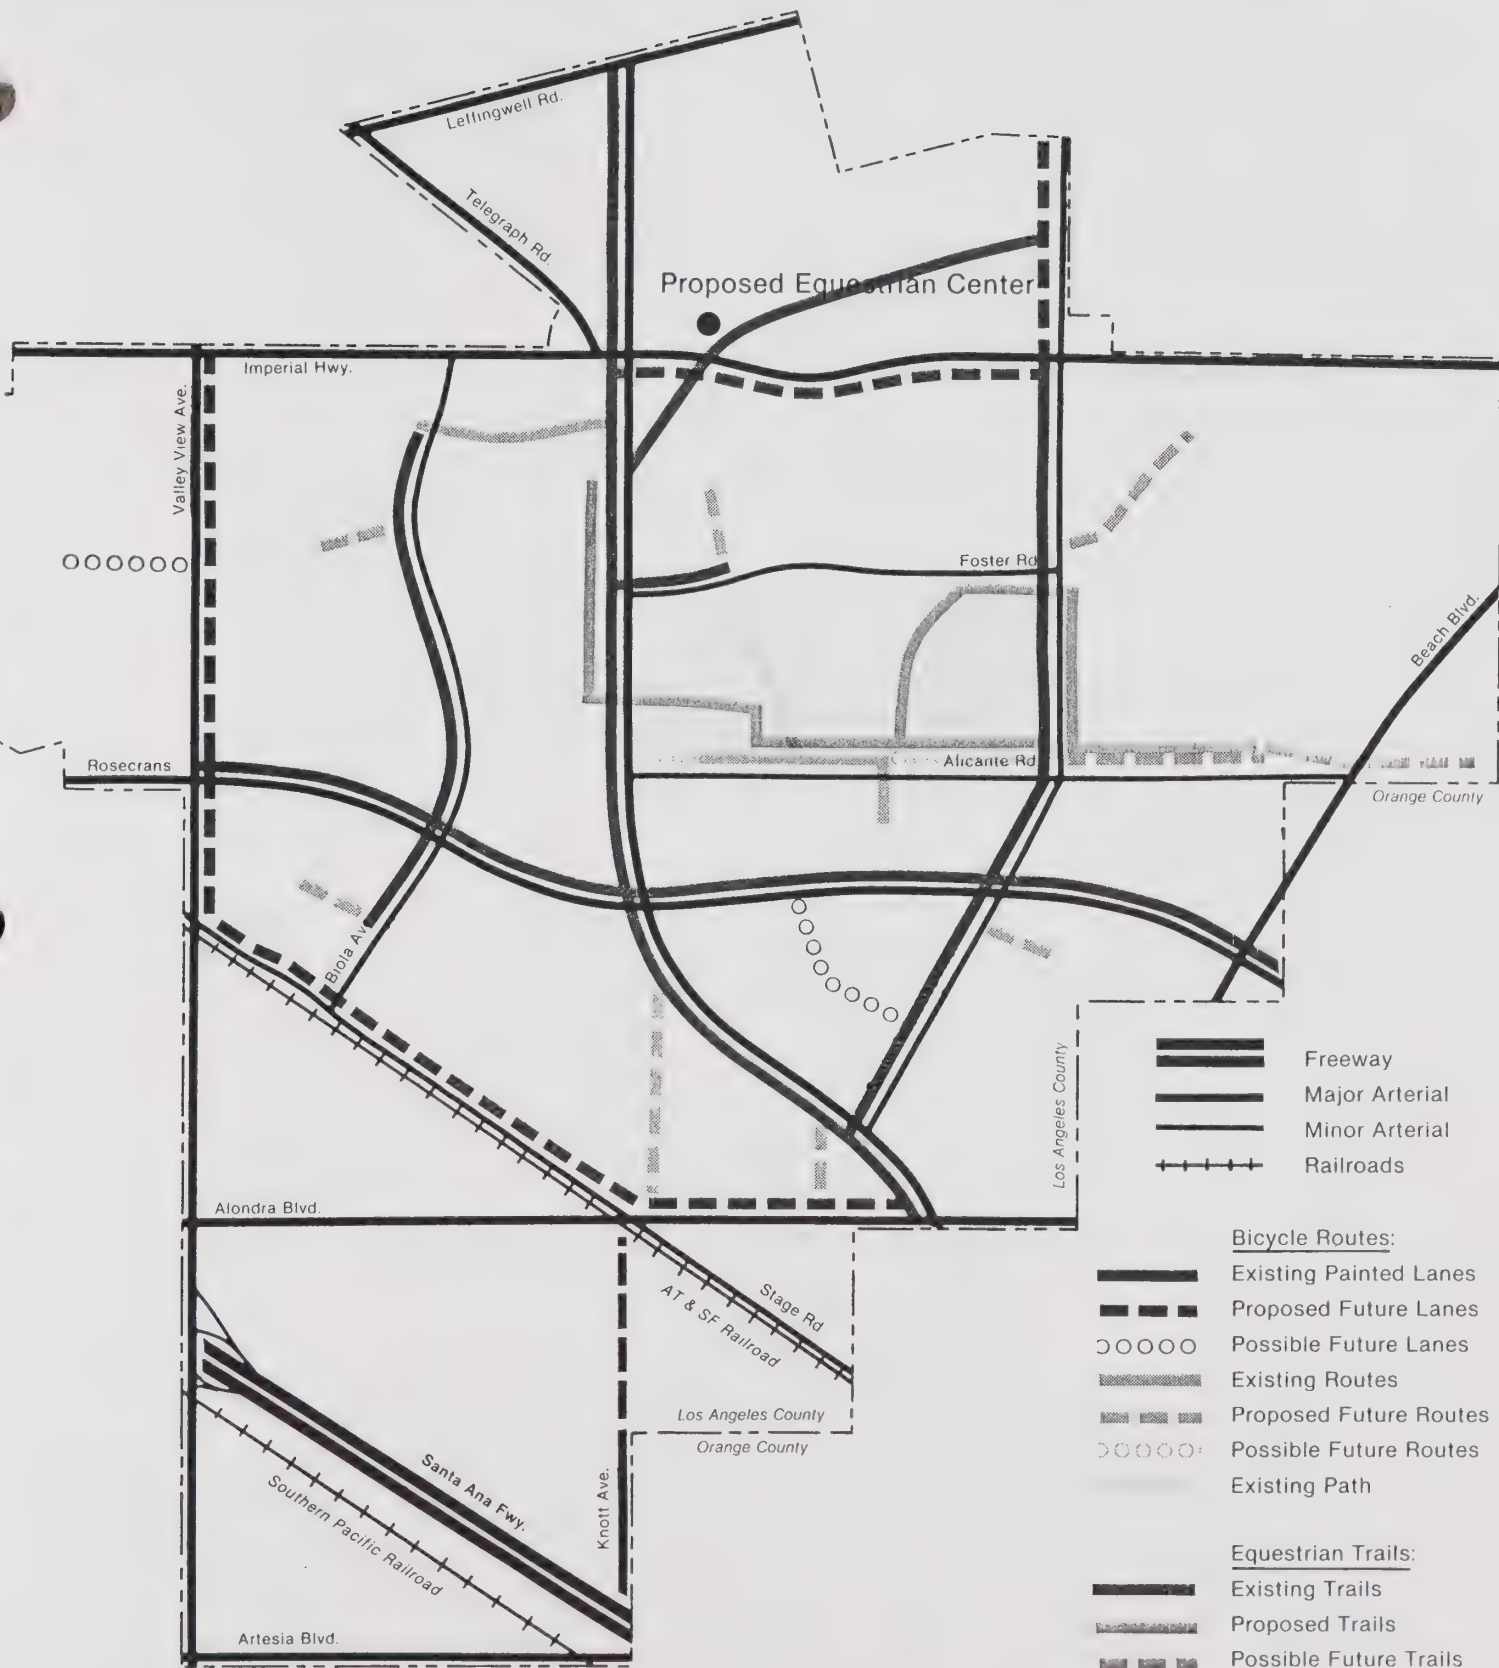 Leffingwell Rd.
Telegraph Rd.
Proposed Equestrian Center
Imperial Hwy.
Valley View Ave.
Foster Rd
Beach Blvd.
Rosecrans
Alicante Rd
Orange County
Biola Av
Los Angeles County
Freeway
Major Arterial
Minor Arterial
Railroads
Alondra Blvd.
Stage Rd
AT & SF Railroad
Bicycle Routes:
Existing Painted Lanes
Proposed Future Lanes
Possible Future Lanes
Existing Routes
Proposed Future Routes
Possible Future Routes
Existing Path
Los Angeles County
Orange County
Santa Ana Fwy.
Southern Pacific Railroad
Knott Ave.
Equestrian Trails:
Existing Trails
Proposed Trails
Possible Future Trails
Artesia Blvd.